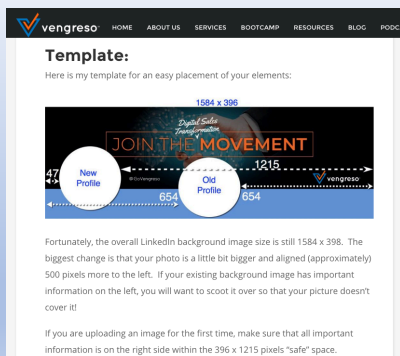 vengreso HOME ABOUT US SERVICES BOOTCAMP RESOURCES BLOG PODC
Template:
Here is my template for an easy placement of your elements:
1584 x 396
Digital Sales
Transformation
JOIN THE MOVEMENT
1215
47
New
Profile
@GoVengreso
Old
Profile
vengreso
654
654
Fortunately, the overall LinkedIn background image size is still 1584 x 398. The
biggest change is that your photo is a little bit bigger and aligned (approximately)
500 pixels more to the left. If your existing background image has important
information on the left, you will want to scoot it over so that your picture doesn't
cover it!
If you are uploading an image for the first time, make sure that all important
information is on the right side within the 396 x 1215 pixels "safe" space.